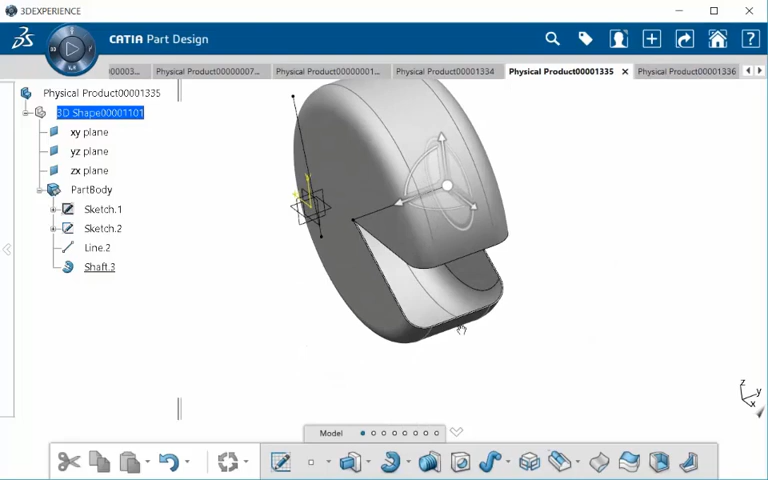 3DEXPERIENCE
CATIA Part Design
00003... Physical Product00000007... Physical Product00000001... Physical Product00001334 Physical Product00001335 Physical Product00001336
Physical Product00001335
3D Shape00001101
xy plane
yz plane
zx plane
PartBody
Sketch.1
Sketch.2
Line.2
Shaft.3
z
y
x
Model